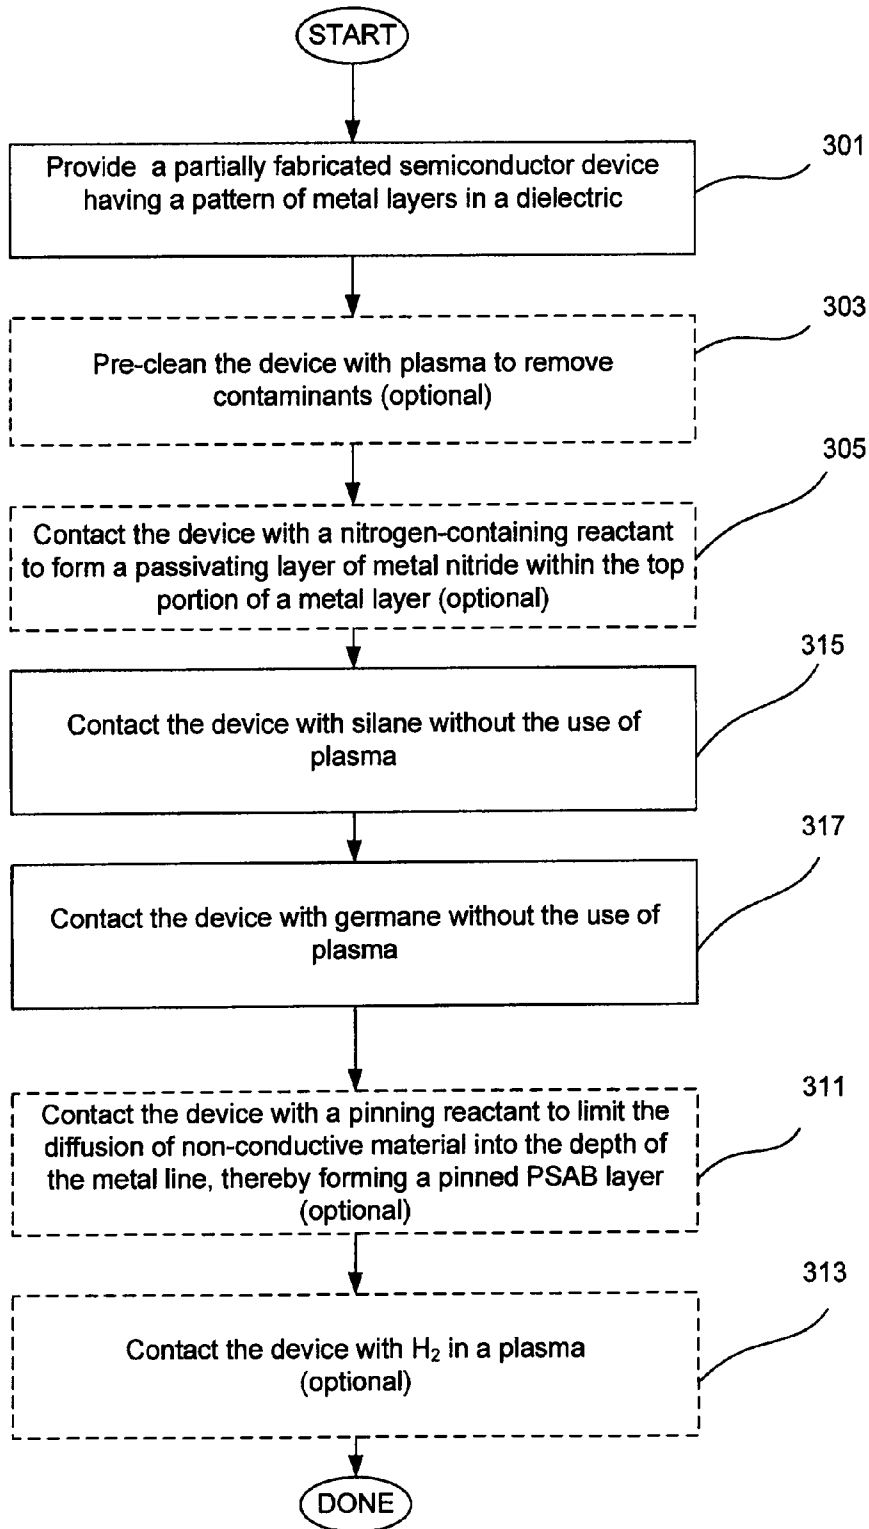 START
301
Provide a partially fabricated semiconductor device
having a pattern of metal layers in a dielectric
303
Pre-clean the device with plasma to remove
contaminants (optional)
305
Contact the device with a nitrogen-containing reactant
to form a passivating layer of metal nitride within the top
portion of a metal layer (optional)
315
Contact the device with silane without the use of
plasma
317
Contact the device with germane without the use of
plasma
311
Contact the device with a pinning reactant to limit the
diffusion of non-conductive material into the depth of
the metal line, thereby forming a pinned PSAB layer
(optional)
313
Contact the device with H₂ in a plasma
(optional)
DONE